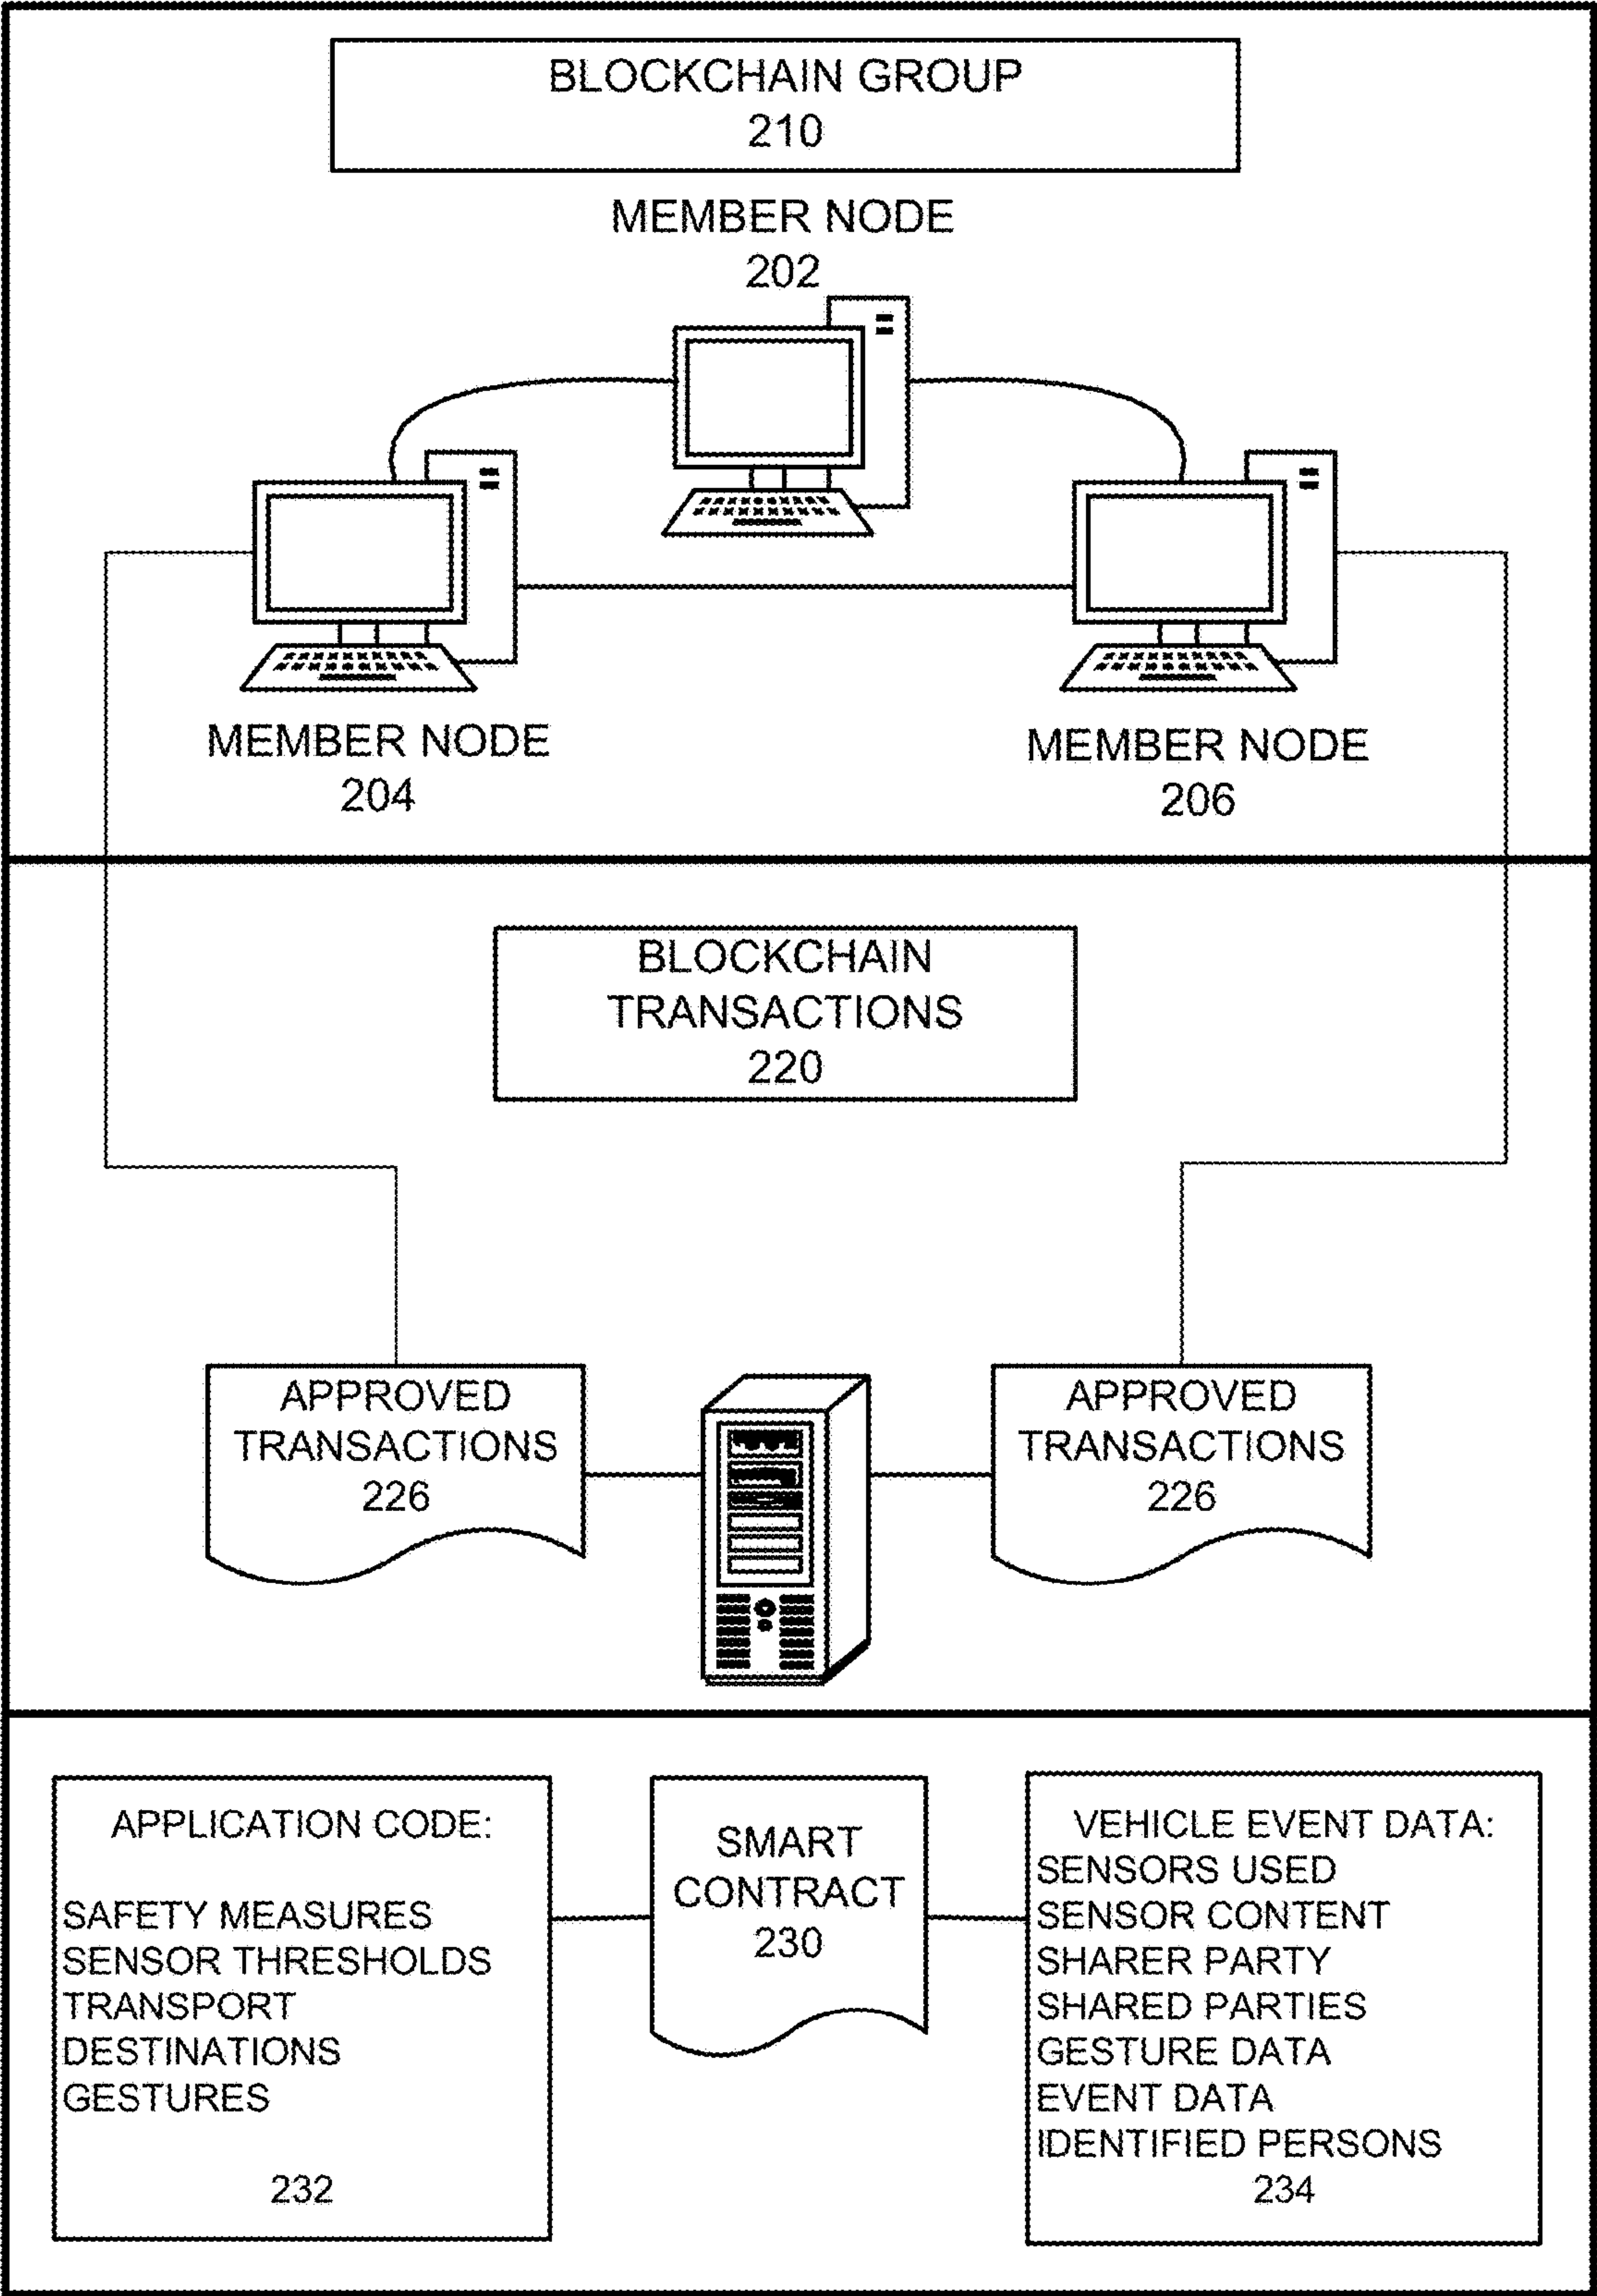 BLOCKCHAIN GROUP
210
MEMBER NODE
202
MEMBER NODE
204
MEMBER NODE
206
BLOCKCHAIN
TRANSACTIONS
220
APPROVED
TRANSACTIONS
226
APPROVED
TRANSACTIONS
226
APPLICATION CODE:
SAFETY MEASURES
SENSOR THRESHOLDS
TRANSPORT
DESTINATIONS
GESTURES
232
SMART
CONTRACT
230
VEHICLE EVENT DATA:
SENSORS USED
SENSOR CONTENT
SHARER PARTY
SHARED PARTIES
GESTURE DATA
EVENT DATA
IDENTIFIED PERSONS
234